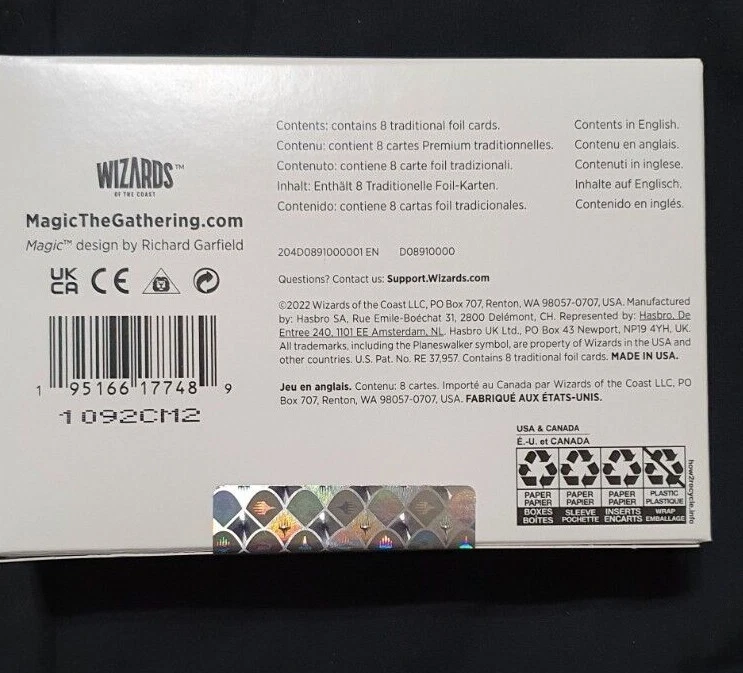 WIZARDS™
OF THE COAST
MagicTheGathering.com
Magic™ design by Richard Garfield
UK
CA CE
1 95166 17748 9
1092CM2
Contents: contains 8 traditional foil cards.
Contenu: contient 8 cartes Premium traditionnelles.
Contenuto: contiene 8 carte foil tradizionali.
Inhalt: Enthält 8 Traditionelle Foil-Karten.
Contenido: contiene 8 cartas foil tradicionales.
Contents in English.
Contenu en anglais.
Contenuti in inglese.
Inhalte auf Englisch.
Contenido en inglés.
204D0891000001 EN D08910000
Questions? Contact us: Support.Wizards.com
©2022 Wizards of the Coast LLC, PO Box 707, Renton, WA 98057-0707, USA. Manufactured
by: Hasbro SA, Rue Emile-Boéchat 31, 2800 Delémont, CH. Represented by: Hasbro, De
Entree 240, 1101 EE Amsterdam, NL. Hasbro UK Ltd., PO Box 43 Newport, NP19 4YH, UK.
All trademarks, including the Planeswalker symbol, are property of Wizards in the USA and
other countries. U.S. Pat. No. RE 37,957. Contains 8 traditional foil cards. MADE IN USA.
Jeu en anglais. Contenu: 8 cartes. Importé au Canada par Wizards of the Coast LLC, PO
Box 707, Renton, WA 98057-0707, USA. FABRIQUÉ AUX ÉTATS-UNIS.
USA & CANADA
É.-U. et CANADA
PAPER PAPER PAPER PLASTIC
PAPIER PAPIER PAPIER PLASTIQUE
BOXES SLEEVE INSERTS WRAP
BOÎTES POCHETTE ENCARTS EMBALLAGE
how2recycle.info